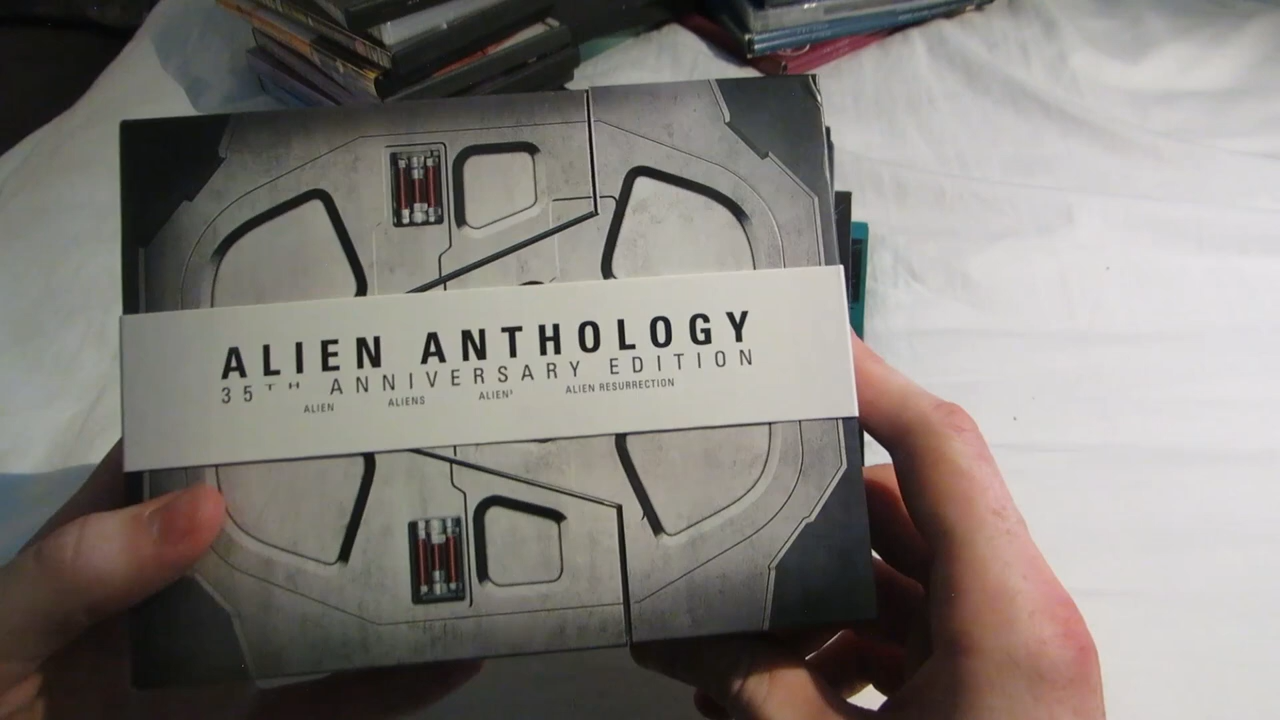 ALIEN ANTHOLOGY
35TH ANNIVERSARY EDITION
ALIEN ALIENS ALIEN³ ALIEN RESURRECTION